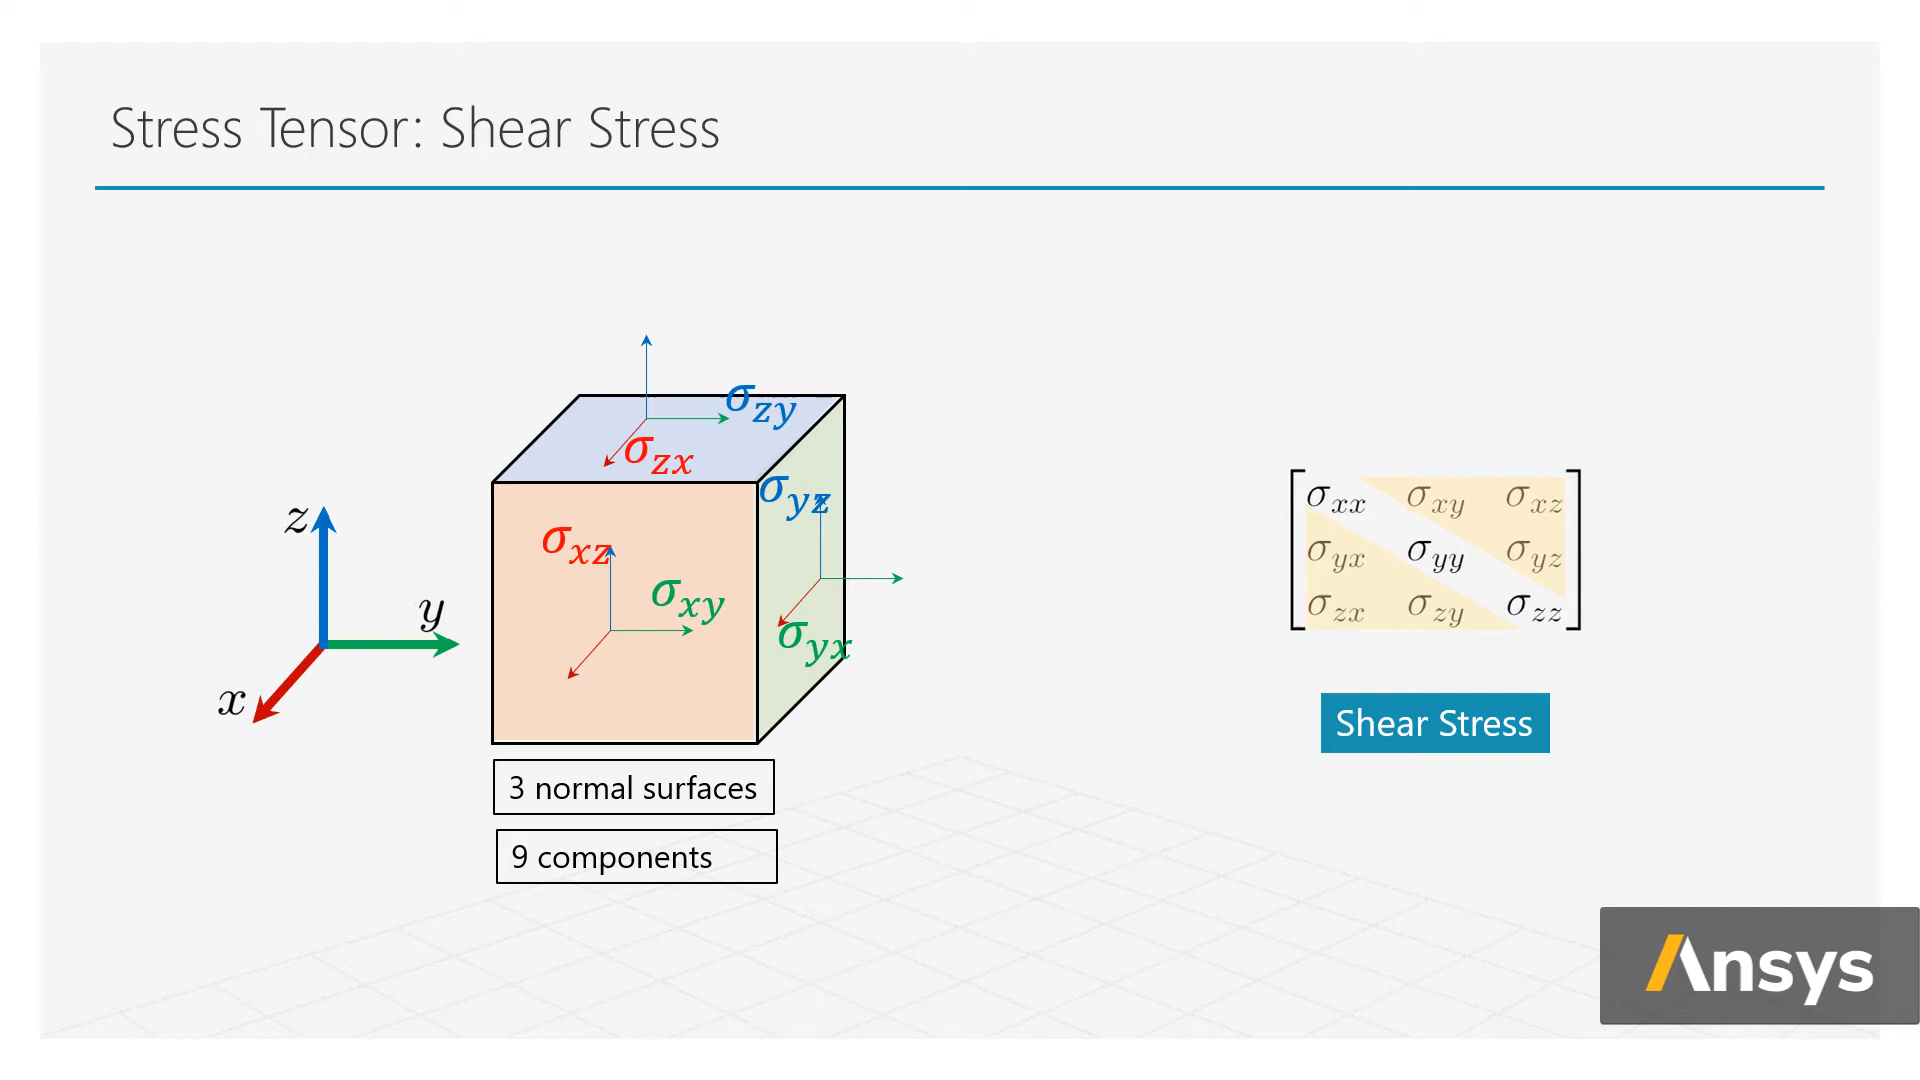 Stress Tensor: Shear Stress
σzy
σzx
σyz
σxz
σxy
σyx
z
y
x
σxx σxy σxz
σyx σyy σyz
σzx σzy σzz
Shear Stress
3 normal surfaces
9 components
Ansys